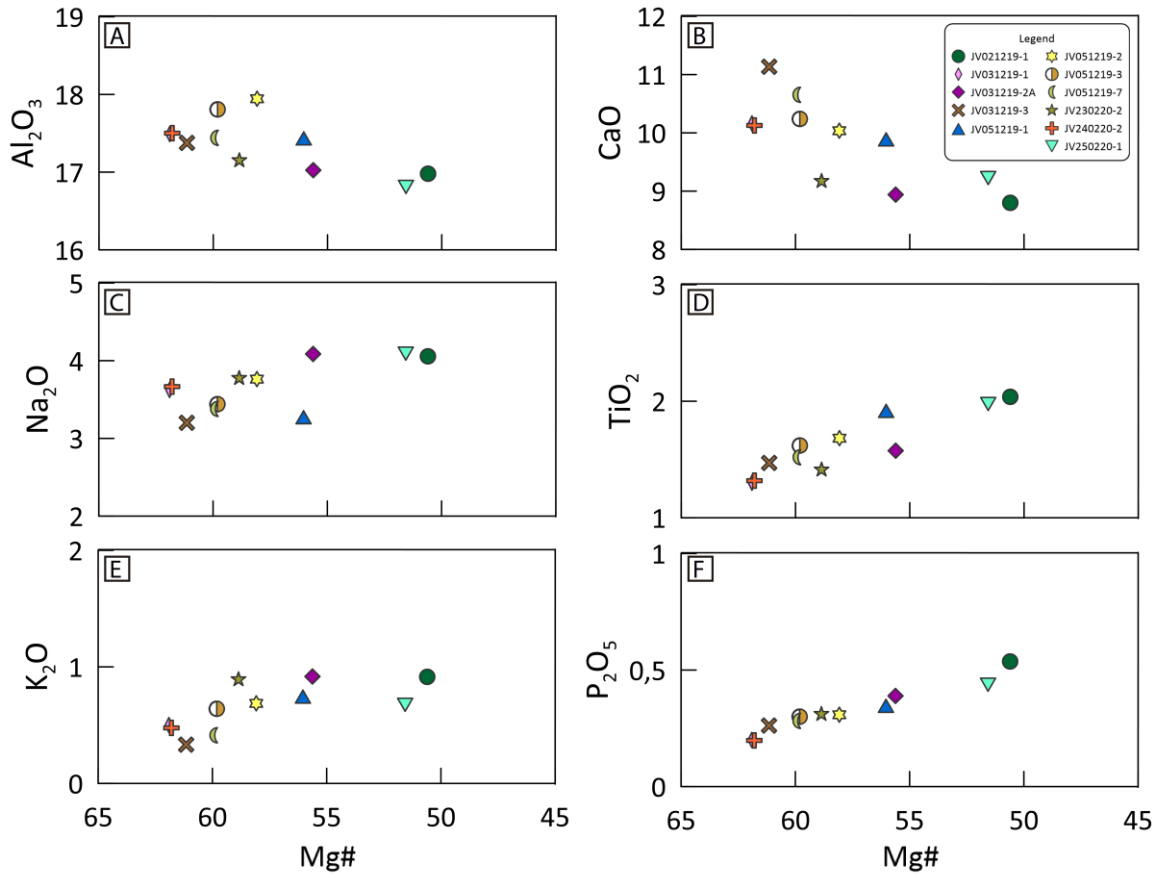 A
Al2O3
19
18
17
16
B
CaO
12
11
10
9
8
Legend
JV021219-1
JV031219-1
JV031219-2A
JV031219-3
JV051219-1
JV051219-2
JV051219-3
JV051219-7
JV230220-2
JV240220-2
JV250220-1
C
Na2O
5
4
3
2
D
TiO2
3
2
1
E
K2O
2
1
0
65 60 55 50
Mg#
F
P2O5
1
0,5
0
65 60 55 50 45
Mg#
45